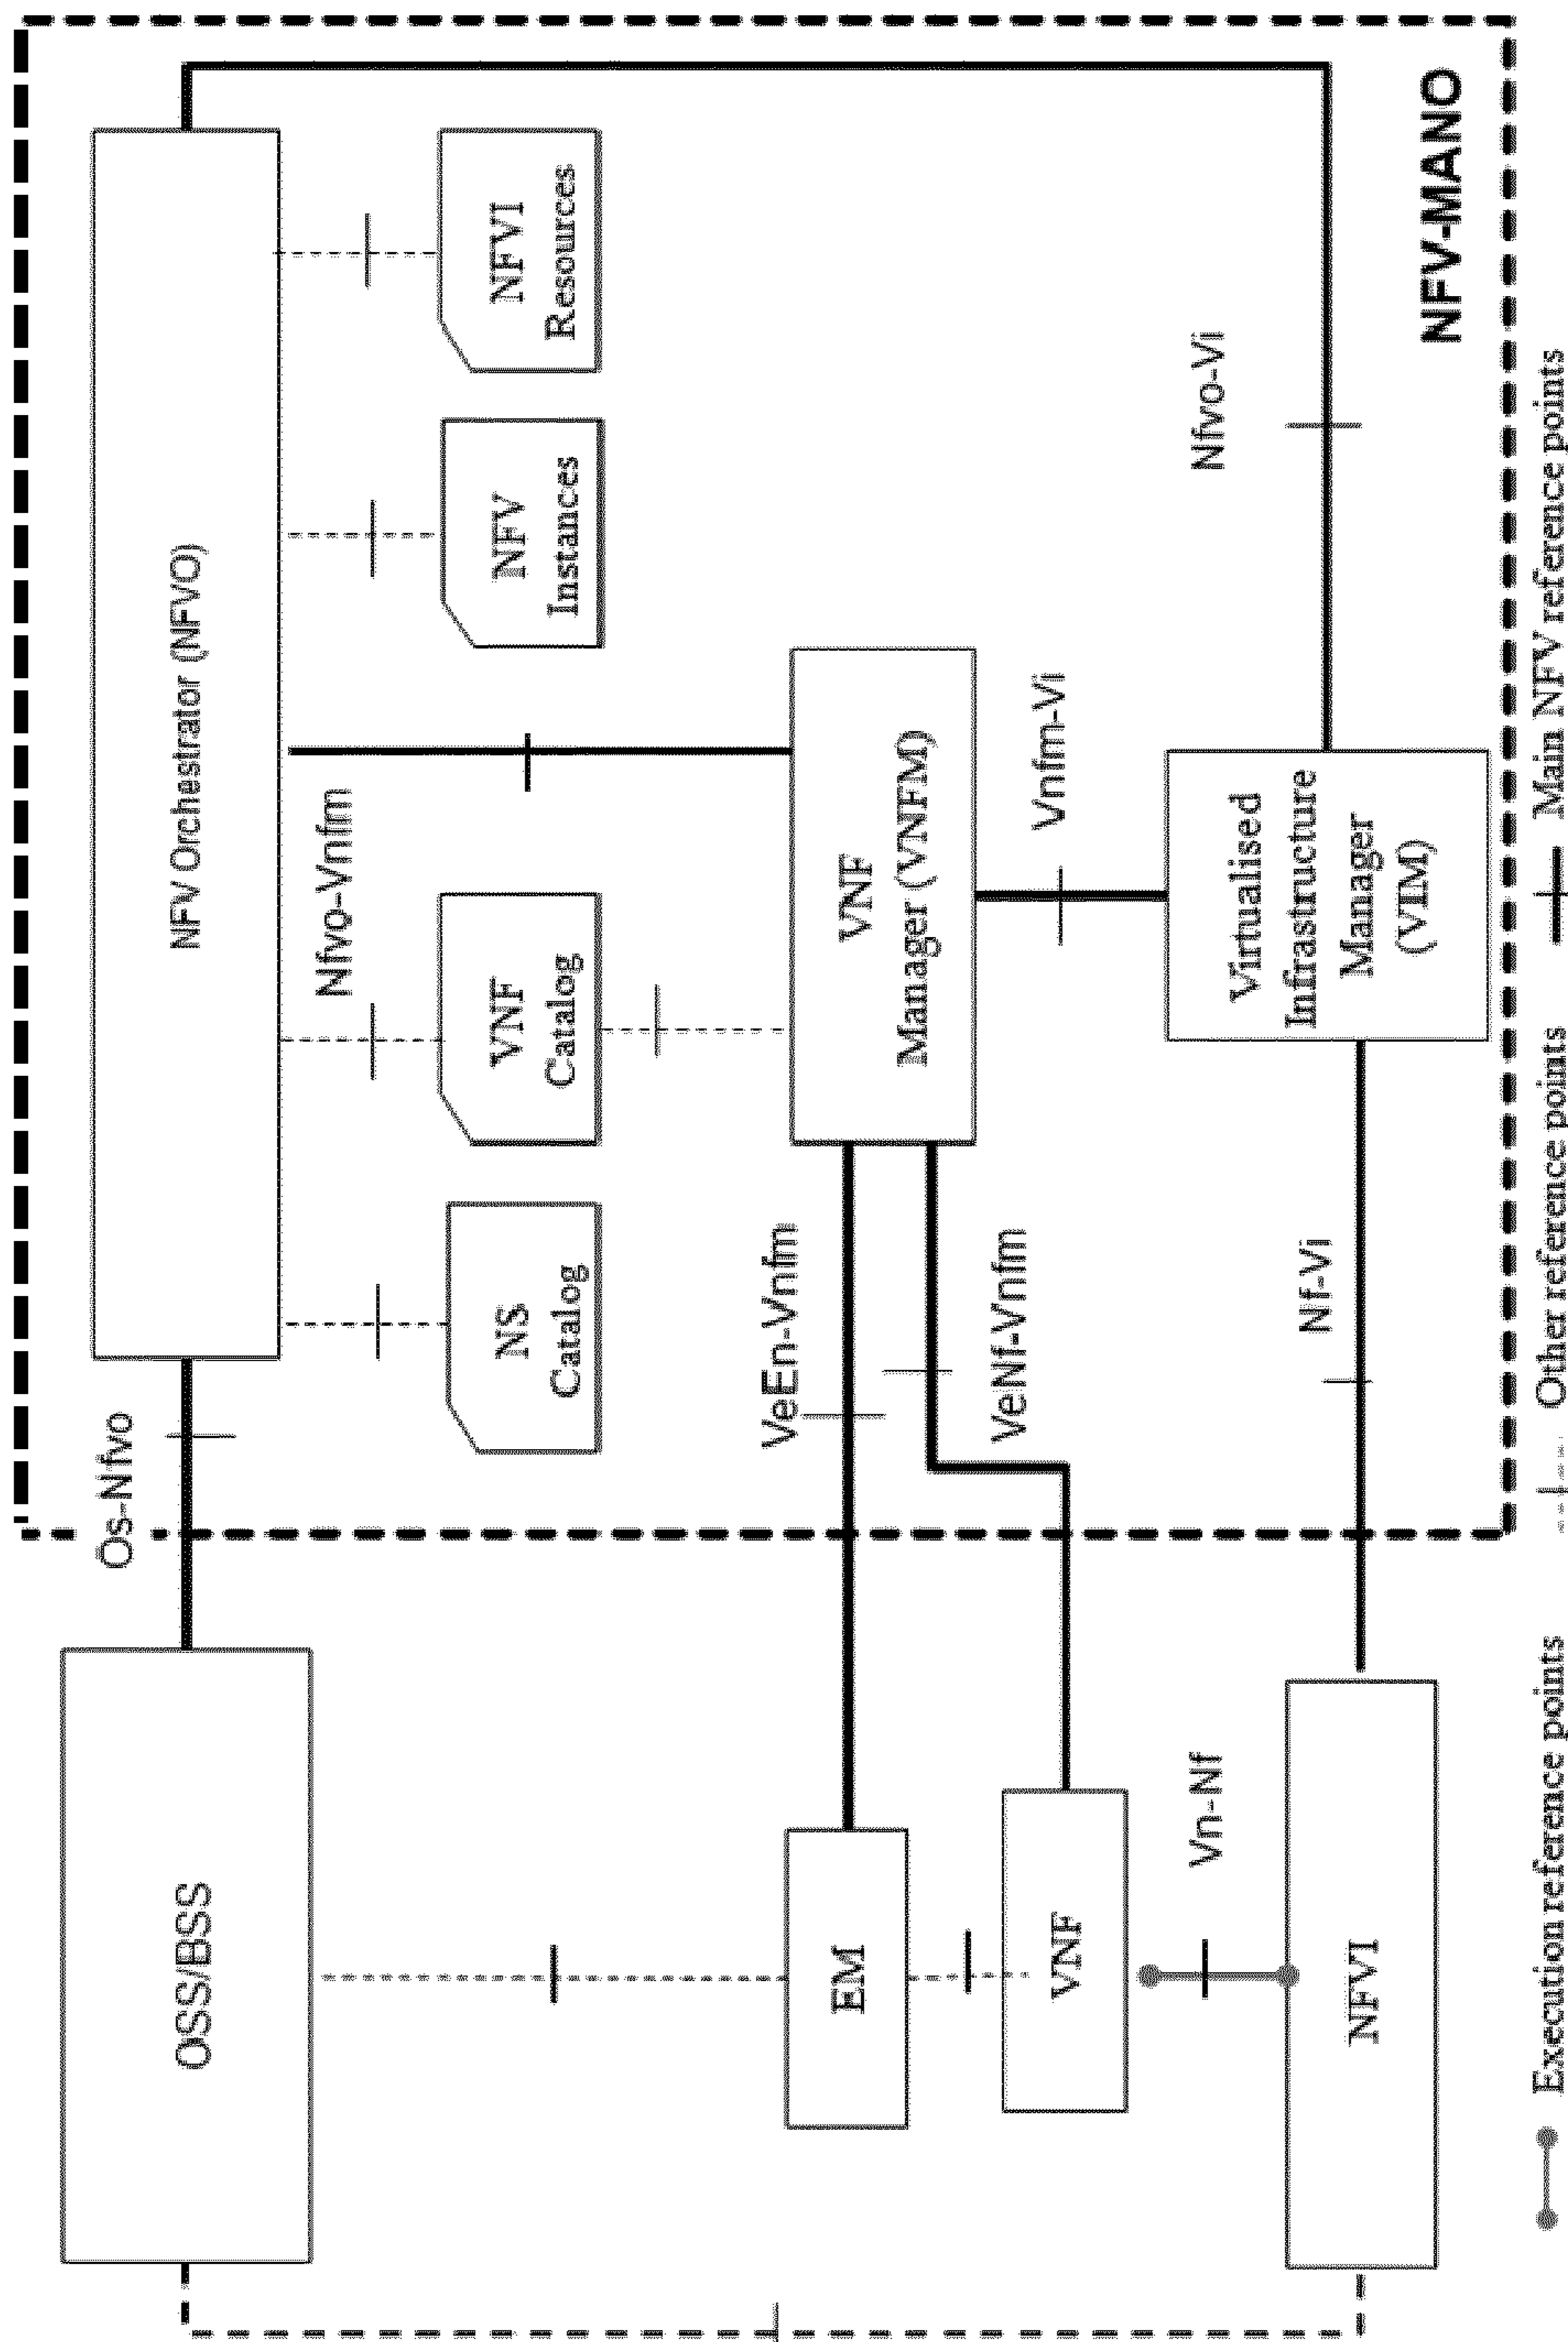 Os-Nfvo
OSS/BSS
NFV Orchestrator (NFVO)
Nfvo-Vnfm
NS
Catalog
VNF
Catalog
NFV
Instances
NFVI
Resources
EM
VeEn-Vnfm
VNF
Manager (VNFM)
VeNf-Vnfm
VNF
Vnfm-Vi
Vn-Nf
Nfvo-Vi
NFVI
Nf-Vi
Virtualised
Infrastructure
Manager
(VIM)
NFV-MANO
Execution reference points
Other reference points
Main NFV reference points